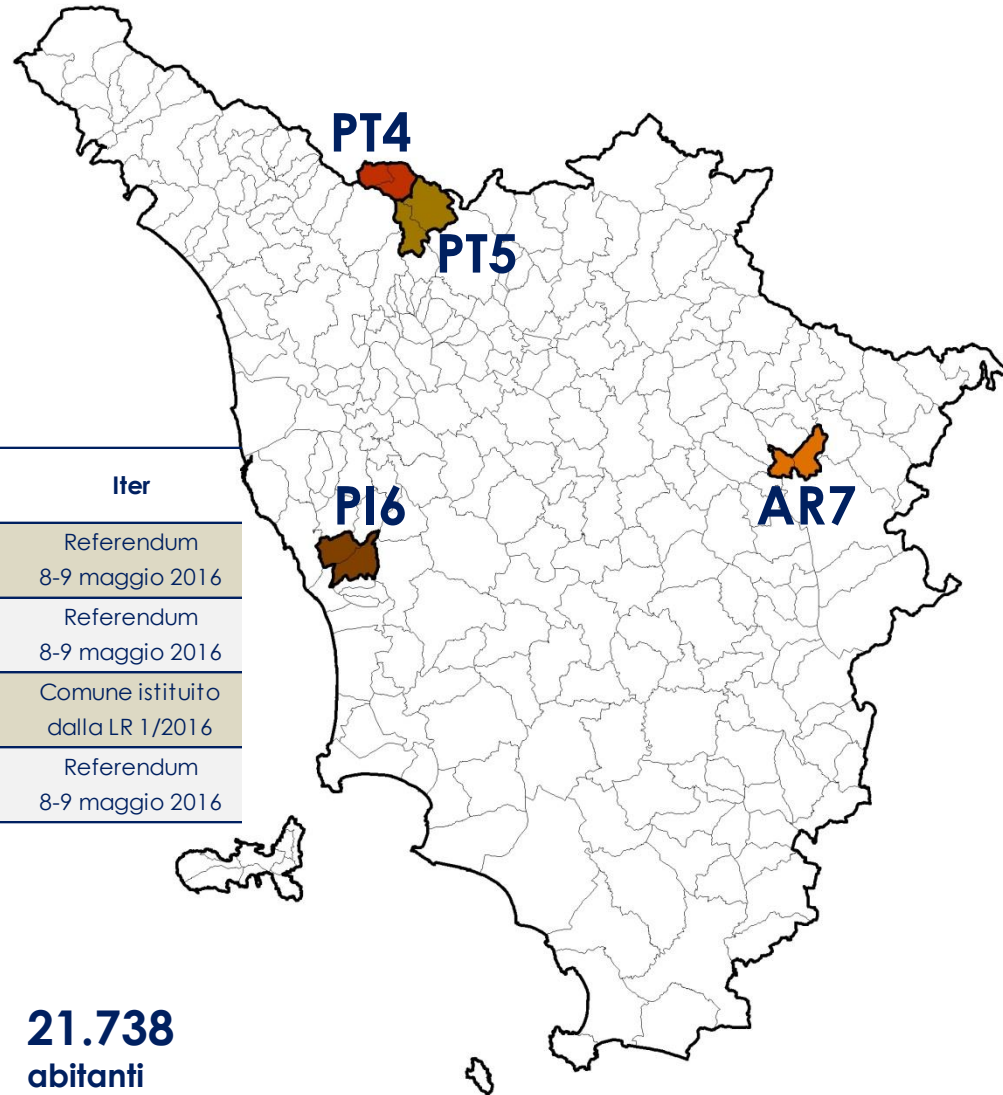 PT4
PT5
Iter
Referendum
8-9 maggio 2016
Referendum
8-9 maggio 2016
Comune istituito
dalla LR 1/2016
Referendum
8-9 maggio 2016
PI6
AR7
21.738
abitanti